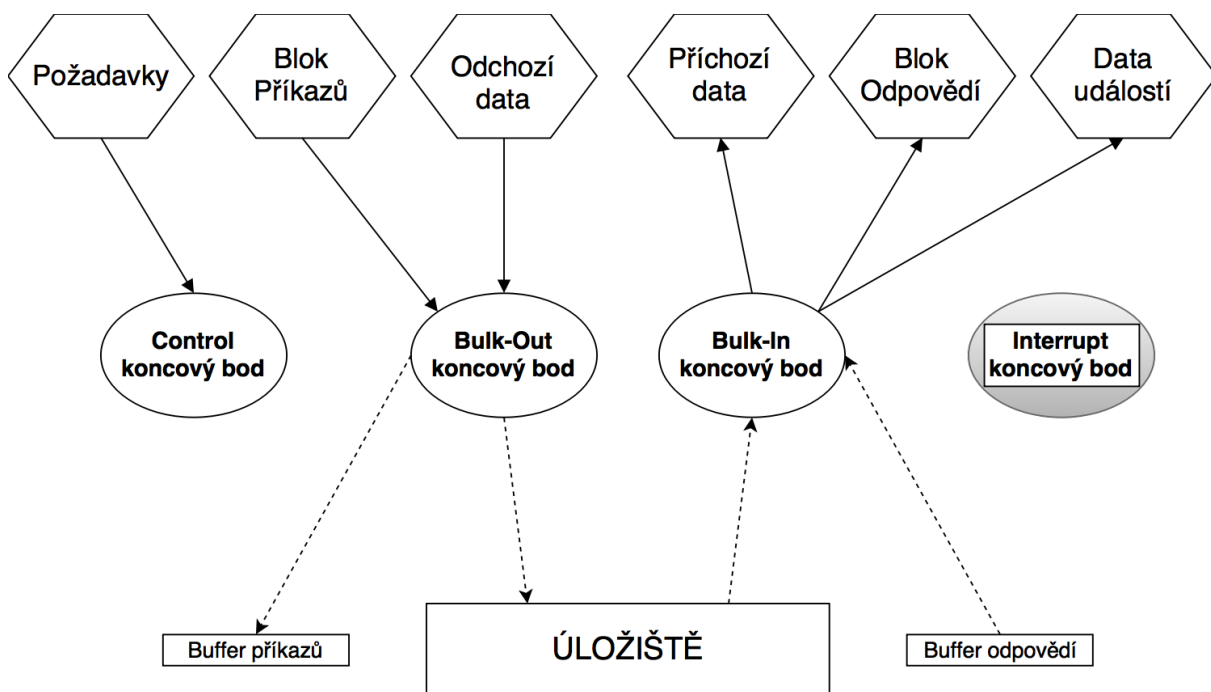 Požadavky
Blok
Příkazů
Odchozí
data
Příchozí
data
Blok
Odpovědí
Data
událostí
Control
koncový bod
Bulk-Out
koncový bod
Bulk-In
koncový bod
Interrupt
koncový bod
Buffer příkazů
ÚLOŽIŠTĚ
Buffer odpovědí